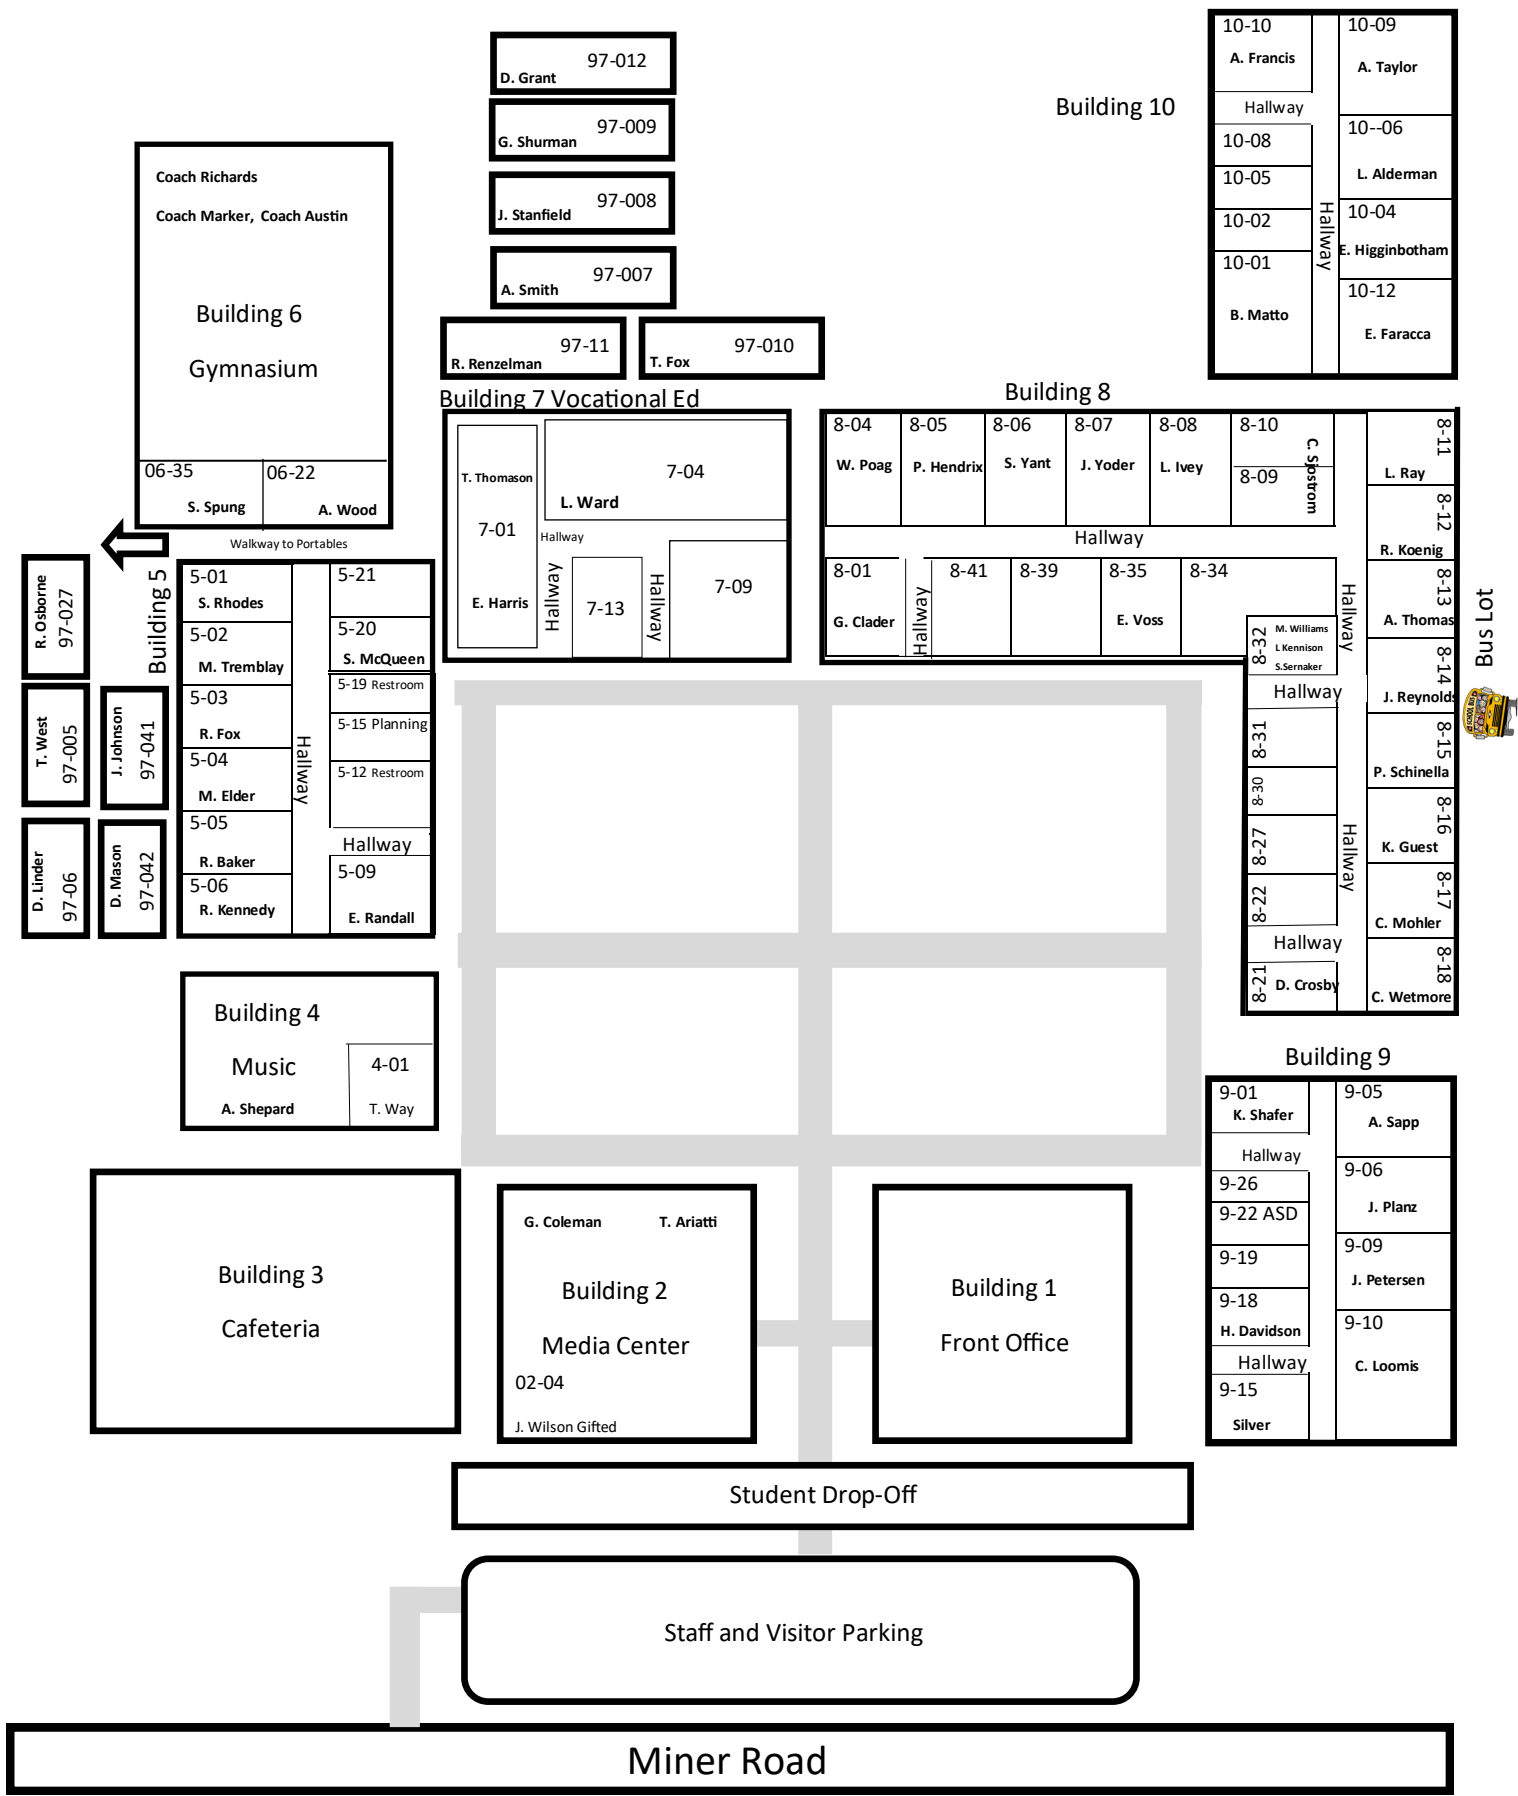 97-012
D. Grant
97-009
G. Shurman
97-008
J. Stanfield
97-007
A. Smith
97-11
R. Renzelman
97-010
T. Fox
Building 10
10-10
A. Francis
Hallway
10-08
10-05
10-02
10-01
B. Matto
Hallway
10-09
A. Taylor
10--06
L. Alderman
10-04
E. Higginbotham
10-12
E. Faracca
Coach Richards
Coach Marker, Coach Austin
Building 6
Gymnasium
06-35
S. Spung
06-22
A. Wood
Walkway to Portables
Building 7 Vocational Ed
T. Thomason
7-01
E. Harris
7-04
L. Ward
Hallway
Hallway
7-13
Hallway
7-09
Building 8
8-04
W. Poag
8-05
P. Hendrix
8-06
S. Yant
8-07
J. Yoder
8-08
L. Ivey
8-10
8-09
C. Sjostrom
Hallway
8-01
G. Clader
Hallway
8-41
8-39
8-35
E. Voss
8-34
8-32
M. Williams
L Kennison
S.Sernaker
Hallway
Hallway
8-31
8-30
8-27
8-22
Hallway
Hallway
8-21
D. Crosby
8-11
L. Ray
8-12
R. Koenig
8-13
A. Thomas
8-14
J. Reynolds
8-15
P. Schinella
8-16
K. Guest
8-17
C. Mohler
8-18
C. Wetmore
Bus Lot
SCHOOL BUS
R. Osborne
97-027
T. West
97-005
J. Johnson
97-041
D. Linder
97-06
D. Mason
97-042
Building 5
5-01
S. Rhodes
5-02
M. Tremblay
5-03
R. Fox
5-04
M. Elder
5-05
R. Baker
5-06
R. Kennedy
Hallway
5-21
5-20
S. McQueen
5-19 Restroom
5-15 Planning
5-12 Restroom
Hallway
5-09
E. Randall
Building 4
Music
A. Shepard
4-01
T. Way
Building 9
9-01
K. Shafer
Hallway
9-26
9-22 ASD
9-19
9-18
H. Davidson
Hallway
9-15
Silver
9-05
A. Sapp
9-06
J. Planz
9-09
J. Petersen
9-10
C. Loomis
Building 3
Cafeteria
G. Coleman T. Ariatti
Building 2
Media Center
02-04
J. Wilson Gifted
Building 1
Front Office
Student Drop-Off
Staff and Visitor Parking
Miner Road